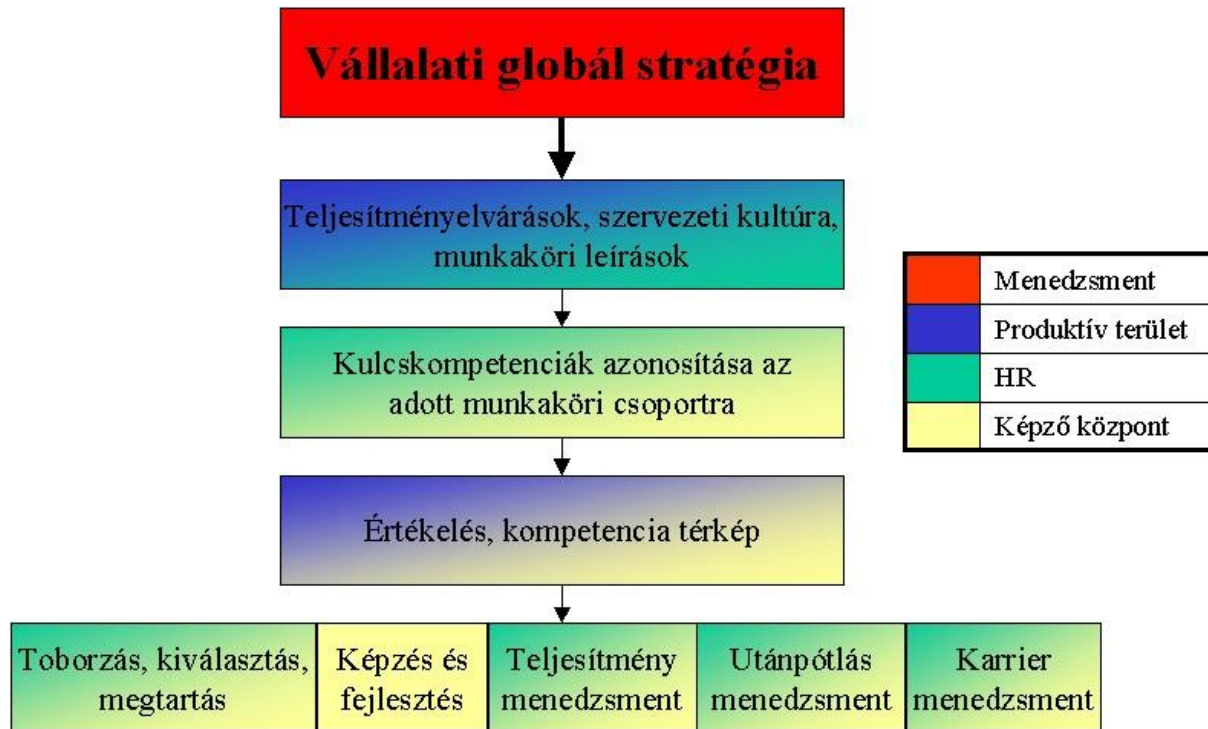 Vállalati globál stratégia
Teljesítményelvárások, szervezeti kultúra,
munkaköri leírások
Kulcskompetenciák azonosítása az
adott munkaköri csoportra
Értékelés, kompetencia térkép
Toborzás, kiválasztás,
megtartás
Képzés és
fejlesztés
Teljesítmény
menedzsment
Utánpótlás
menedzsment
Karrier
menedzsment
Menedzsment
Produktív terület
HR
Képző központ